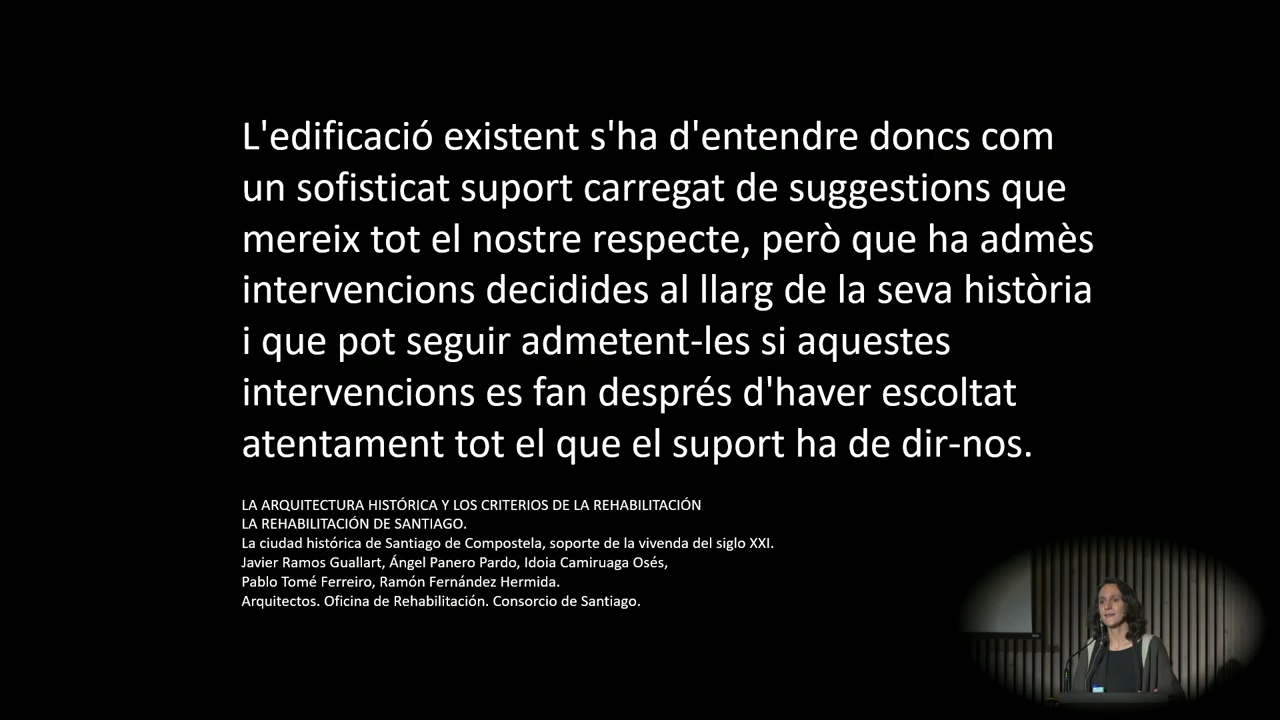 L'edificació existent s'ha d'entendre doncs com
un sofisticat suport carregat de suggestions que
mereix tot el nostre respecte, però que ha admès
intervencions decidides al llarg de la seva història
i que pot seguir admetent-les si aquestes
intervencions es fan després d'haver escoltat
atentament tot el que el suport ha de dir-nos.
LA ARQUITECTURA HISTÓRICA Y LOS CRITERIOS DE LA REHABILITACIÓN
LA REHABILITACIÓN DE SANTIAGO.
La ciudad histórica de Santiago de Compostela, soporte de la vivenda del siglo XXI.
Javier Ramos Guallart, Ángel Panero Pardo, Idoia Camiruaga Osés,
Pablo Tomé Ferreiro, Ramón Fernández Hermida.
Arquitectos. Oficina de Rehabilitación. Consorcio de Santiago.